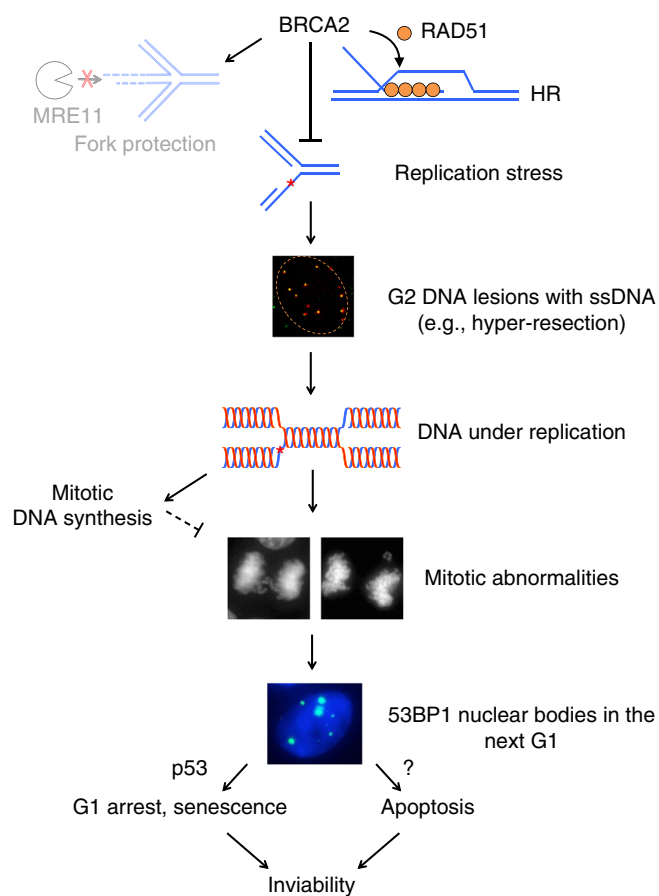 BRCA2
RAD51
HR
MRE11
Fork protection
Replication stress
G2 DNA lesions with ssDNA
(e.g., hyper-resection)
DNA under replication
Mitotic
DNA synthesis
Mitotic abnormalities
53BP1 nuclear bodies in the
next G1
p53
?
G1 arrest, senescence
Apoptosis
Inviability